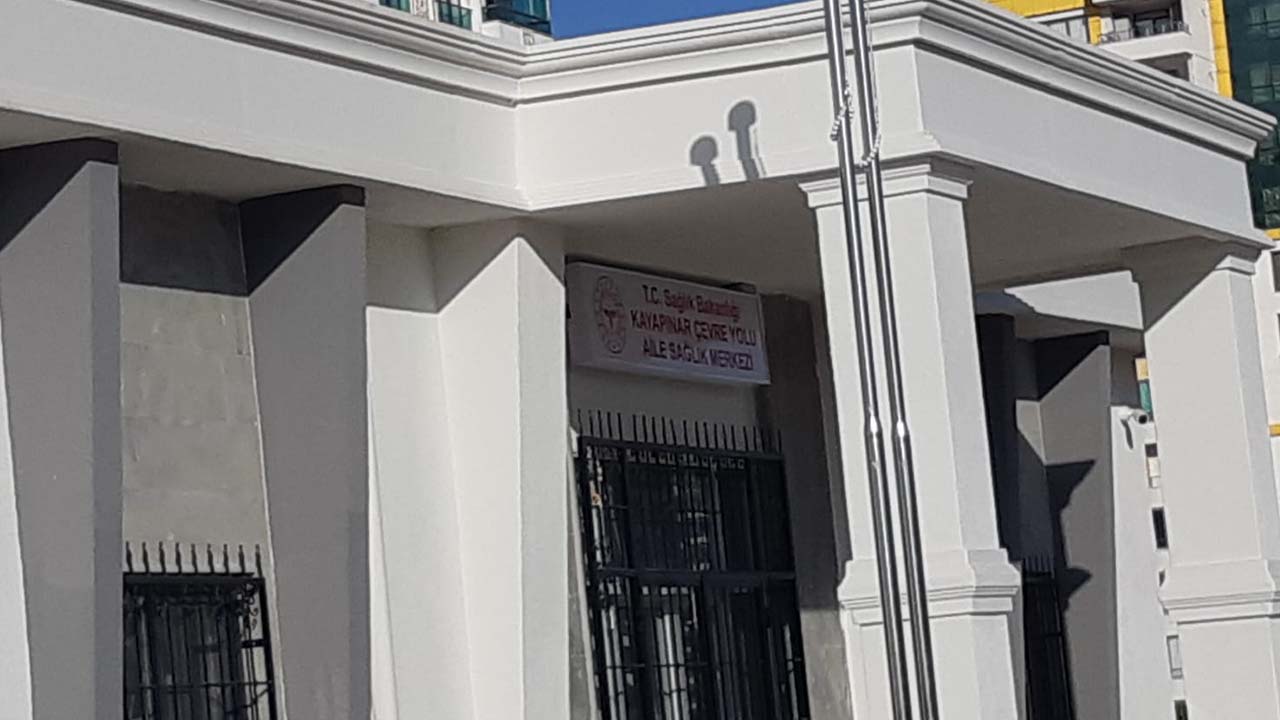 T.C. Sağlık Bakanlığı
KAYAPINAR ÇEVRE YOLU
AİLE SAĞLIK MERKEZİ